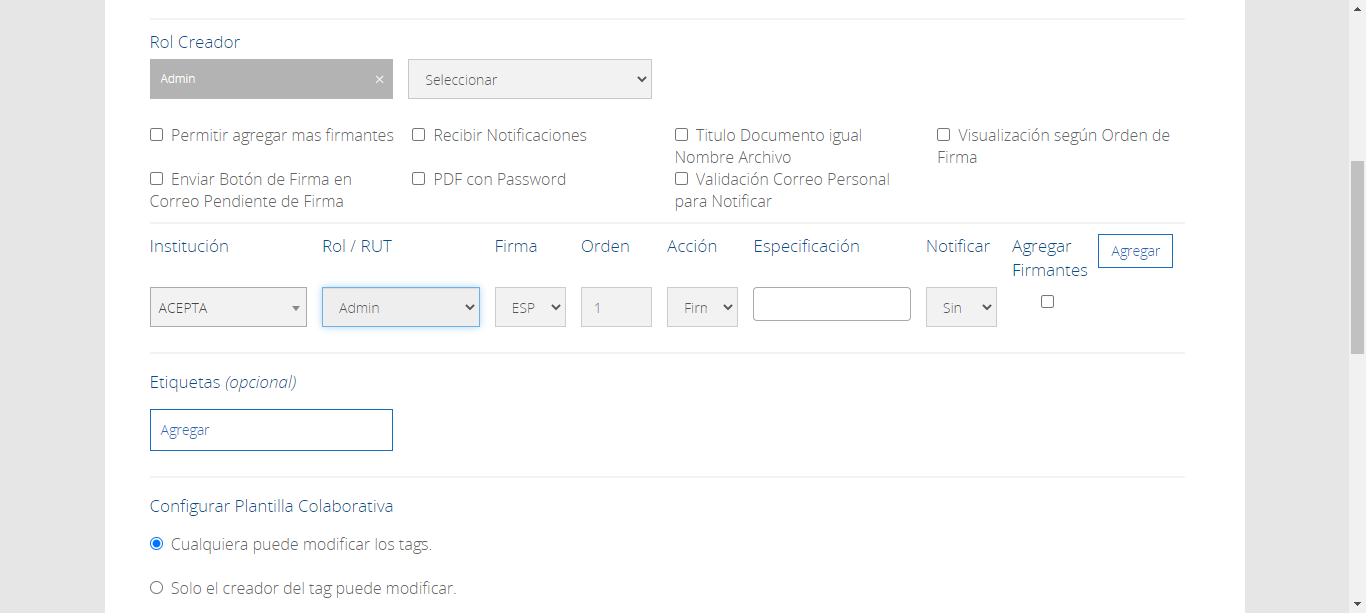 Rol Creador
Admin ×
Seleccionar
Permitir agregar mas firmantes
Recibir Notificaciones
Titulo Documento igual
Nombre Archivo
Visualización según Orden de
Firma
Enviar Botón de Firma en
Correo Pendiente de Firma
PDF con Password
Validación Correo Personal
para Notificar
Institución Rol / RUT Firma Orden Acción Especificación Notificar Agregar
Firmantes
Agregar
ACEPTA Admin ESP 1 Firn Sin
Etiquetas (opcional)
Agregar
Configurar Plantilla Colaborativa
Cualquiera puede modificar los tags.
Solo el creador del tag puede modificar.